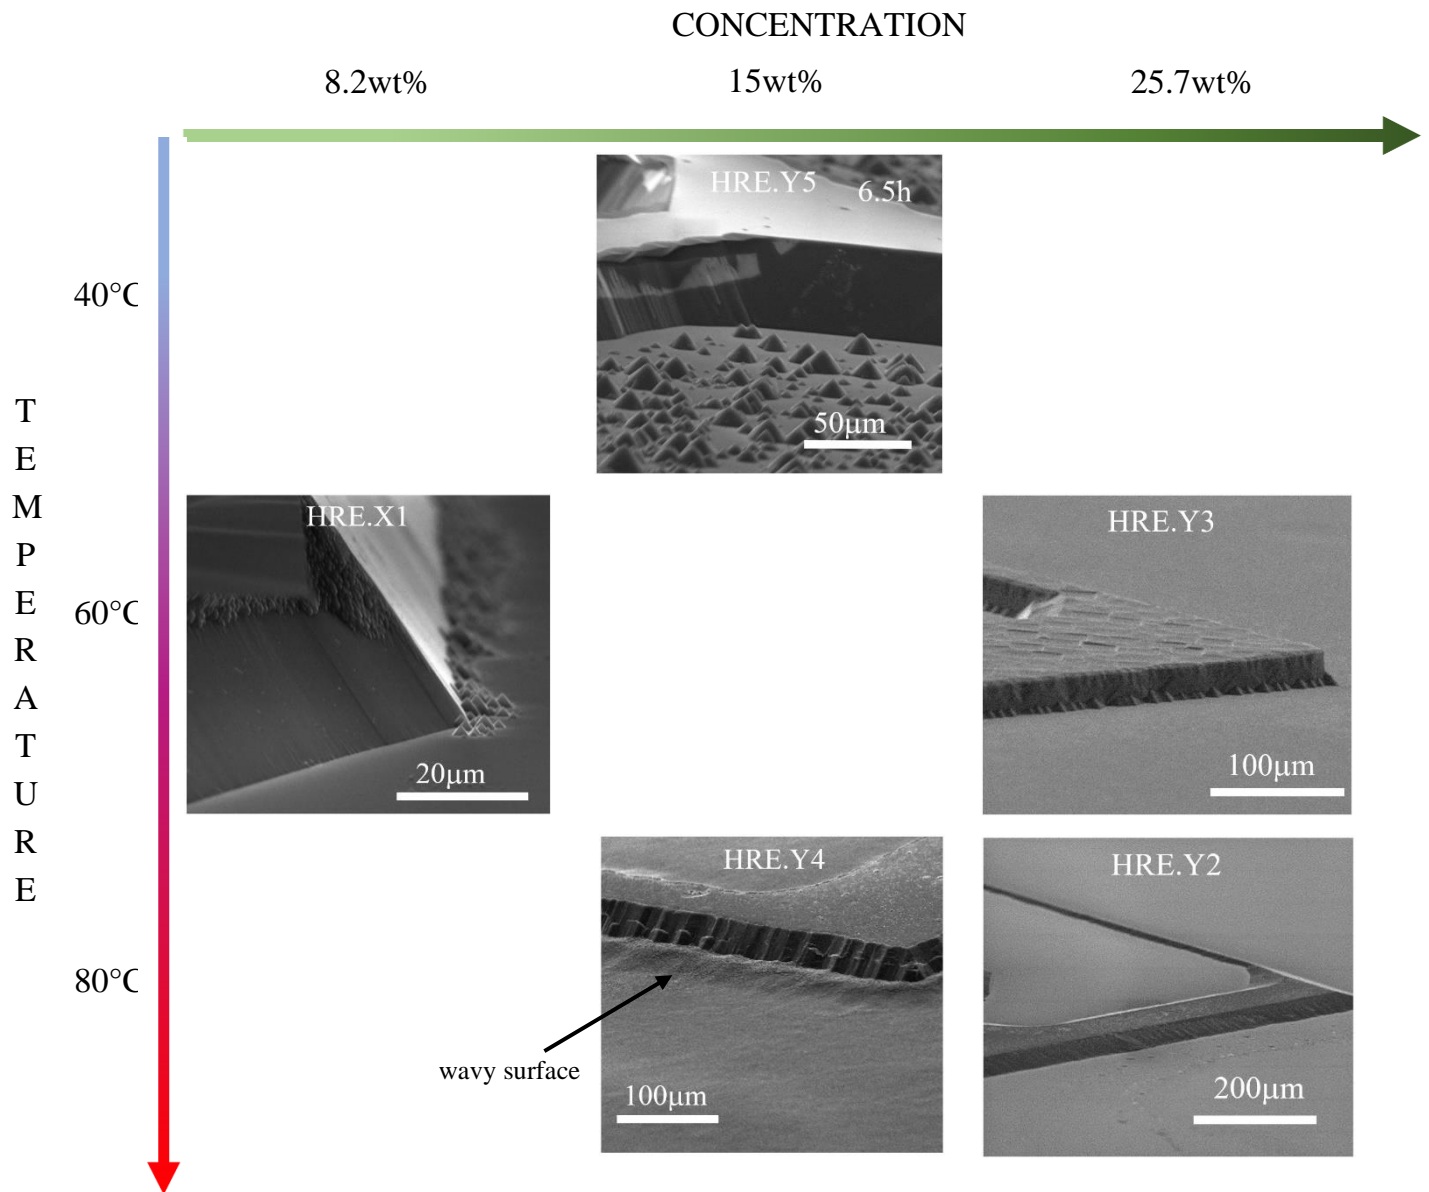 CONCENTRATION
8.2wt%
15wt%
25.7wt%
TEMPERATURE
40°C
HRE.Y5
6.5h
50µm
60°C
HRE.X1
20µm
HRE.Y3
100µm
80°C
HRE.Y4
wavy surface
100µm
HRE.Y2
200µm